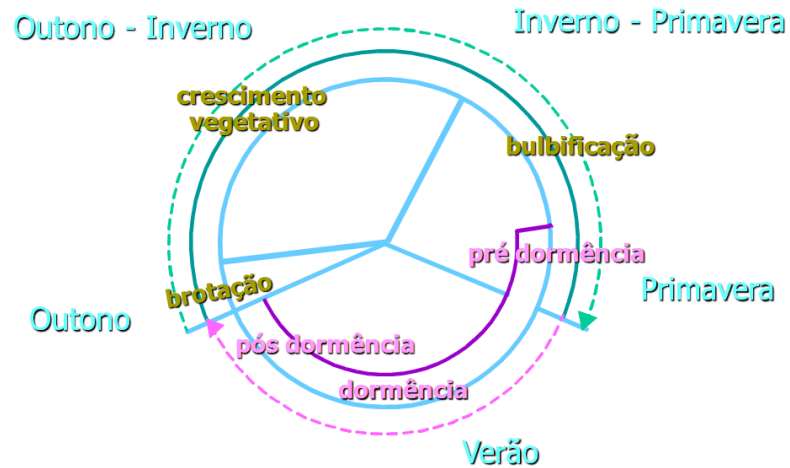 Outono - Inverno
Inverno - Primavera
crescimento
vegetativo
bulbificação
pré dormência
brotação
Primavera
Outono
pós dormência
dormência
Verão